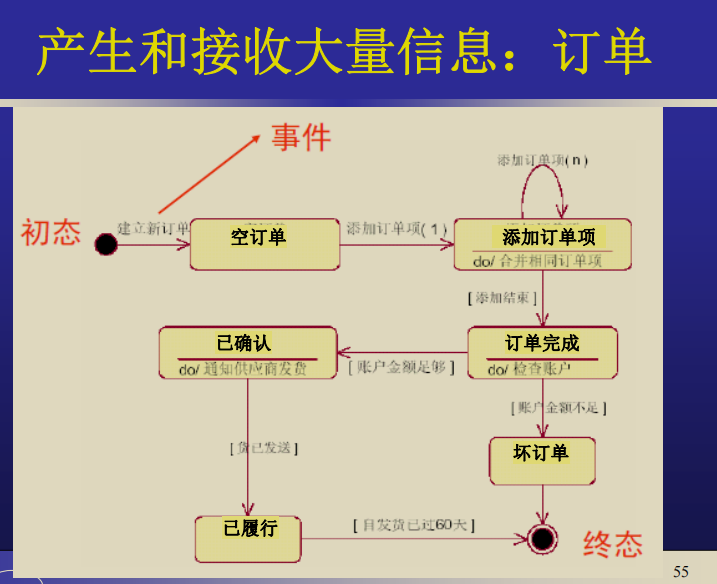 产生和接收大量信息：订单
事件
添加订单项(n)
初态
建立新订单
空订单
添加订单项(1)
添加订单项
do/ 合并相同订单项
[添加结束]
已确认
do/ 通知供应商发货
[账户金额足够]
订单完成
do/ 检查账户
[账户金额不足]
[货已发送]
坏订单
已履行
[自发货已过60天]
终态
55